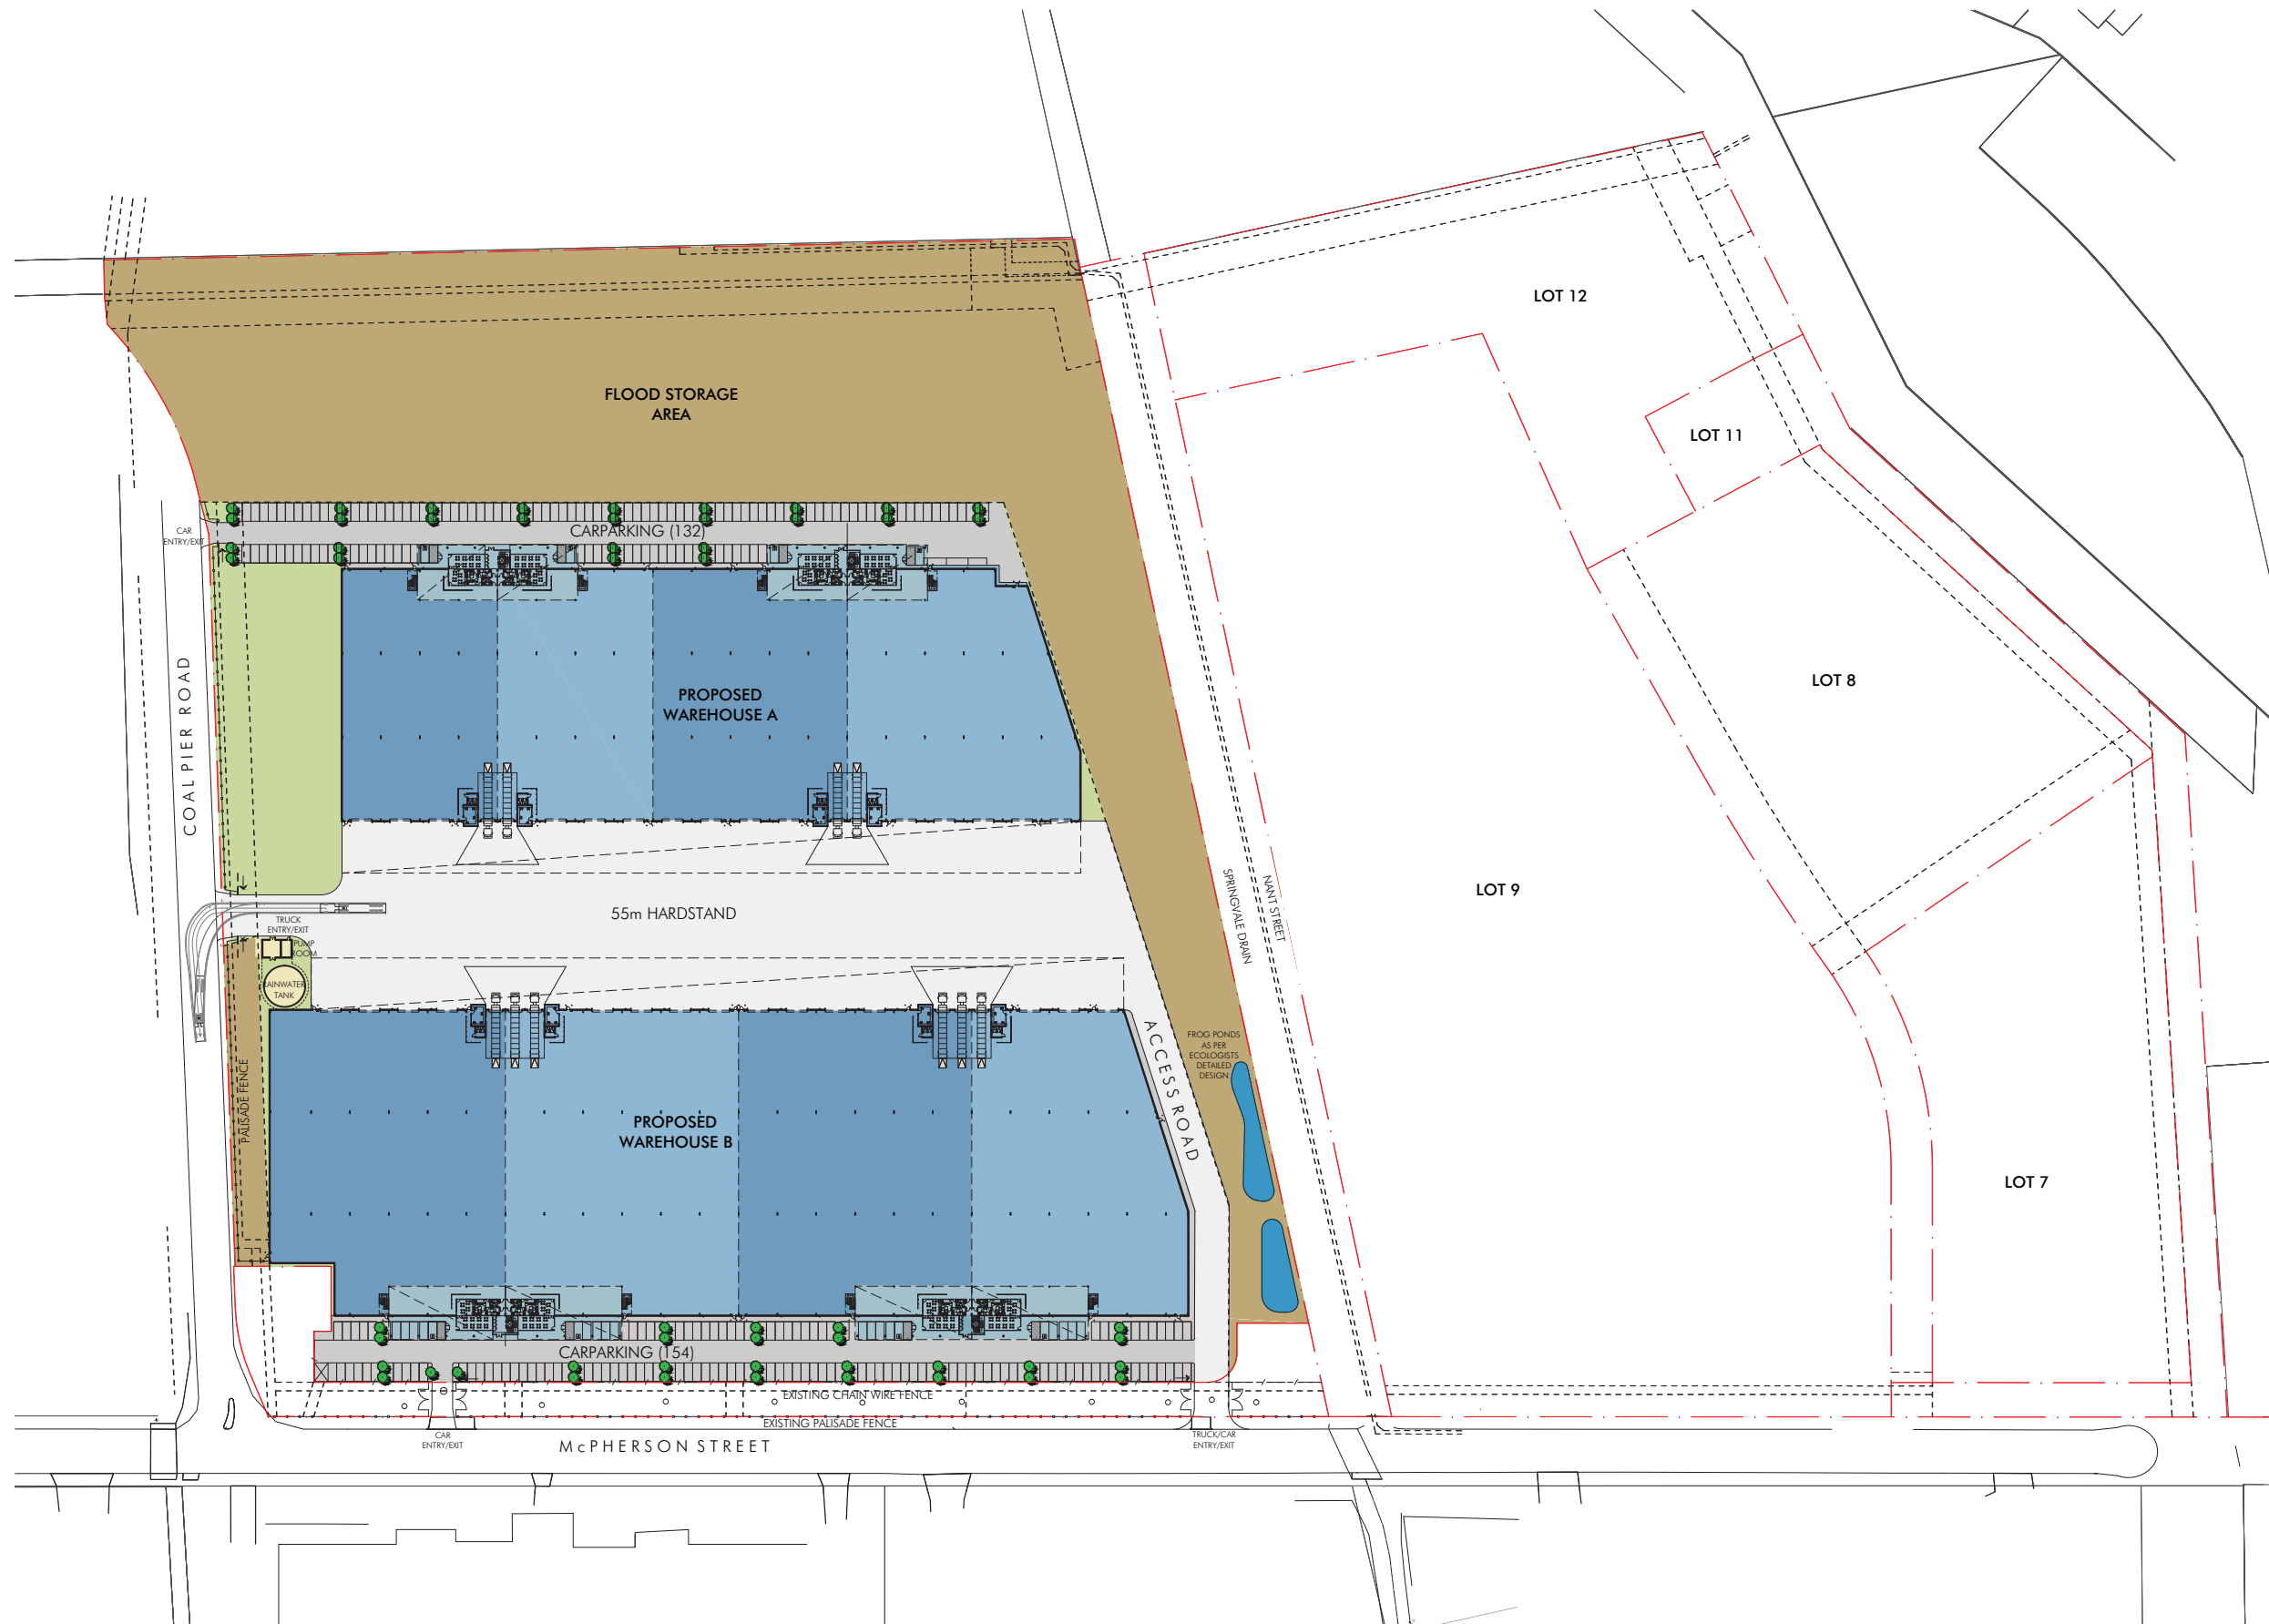 LOT 12
FLOOD STORAGE
AREA
LOT 11
CAR
ENTRY/EXIT
CARPARKING (132)
LOT 8
PROPOSED
WAREHOUSE A
COAL PIER ROAD
LOT 9
SPRINGVALE DRAIN
NANT STREET
55m HARDSTAND
TRUCK
ENTRY/EXIT
PUMP
ROOM
RAINWATER
TANK
FROG PONDS
AS PER
ECOLOGISTS
DETAILED
DESIGN
ACCESS ROAD
PALISADE FENCE
PROPOSED
WAREHOUSE B
LOT 7
CARPARKING (154)
EXISTING CHAIN WIRE FENCE
EXISTING PALISADE FENCE
CAR
ENTRY/EXIT
McPHERSON STREET
TRUCK/CAR
ENTRY/EXIT